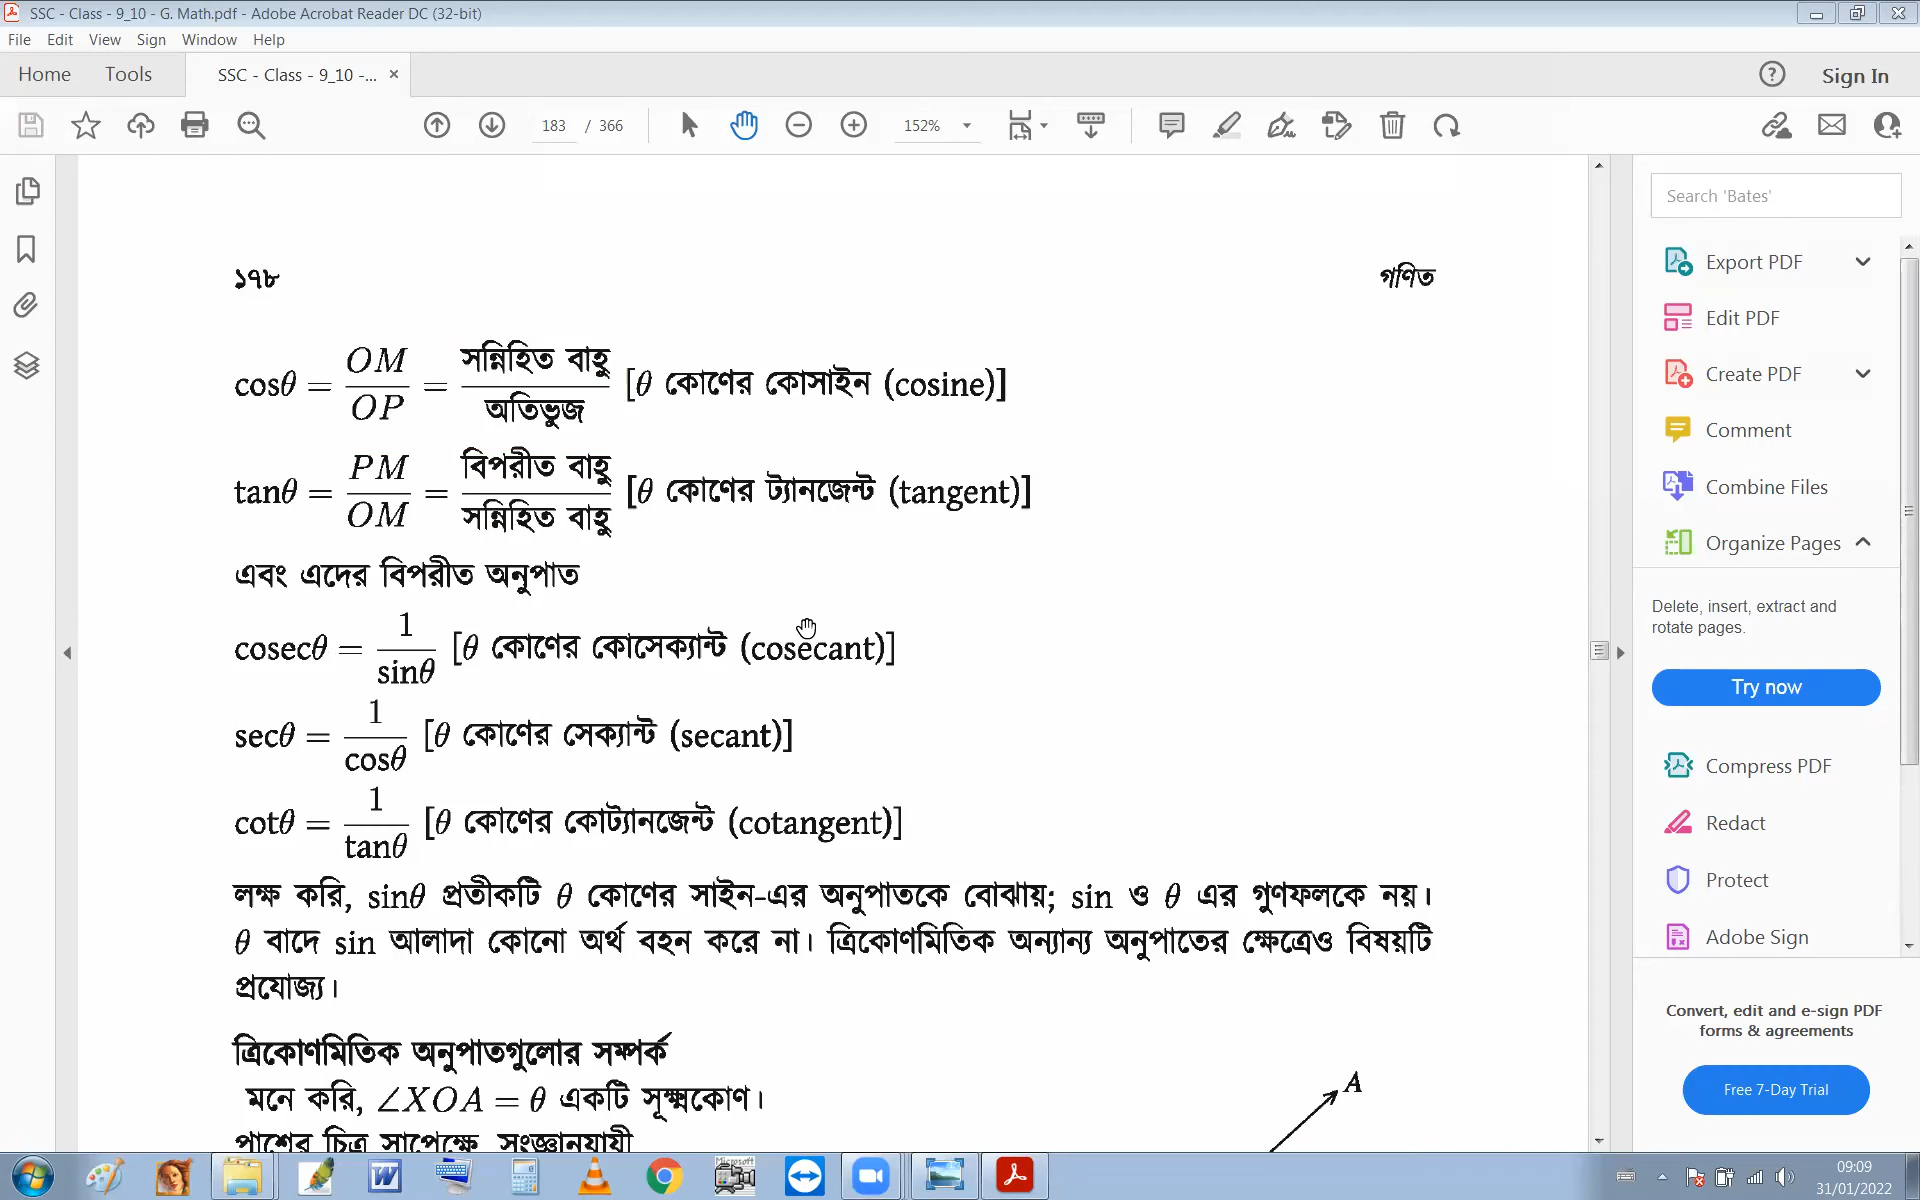 SSC - Class - 9_10 - G. Math.pdf - Adobe Acrobat Reader DC (32-bit)
File Edit View Sign Window Help
Home Tools SSC - Class - 9_10 -... × Sign In
183 / 366 152%
Search 'Bates'
১৭৮ গণিত
cosθ = OM/OP = সন্নিহিত বাহু/অতিভুজ [θ কোণের কোসাইন (cosine)]
tanθ = PM/OM = বিপরীত বাহু/সন্নিহিত বাহু [θ কোণের ট্যানজেন্ট (tangent)]
এবং এদের বিপরীত অনুপাত
cosecθ = 1/sinθ [θ কোণের কোসেক্যান্ট (cosecant)]
secθ = 1/cosθ [θ কোণের সেক্যান্ট (secant)]
cotθ = 1/tanθ [θ কোণের কোট্যানজেন্ট (cotangent)]
লক্ষ করি, sinθ প্রতীকটি θ কোণের সাইন-এর অনুপাতকে বোঝায়; sin ও θ এর গুণফলকে নয়।
θ বাদে sin আলাদা কোনো অর্থ বহন করে না। ত্রিকোণমিতিক অন্যান্য অনুপাতের ক্ষেত্রেও বিষয়টি
প্রযোজ্য।
ত্রিকোণমিতিক অনুপাতগুলোর সম্পর্ক
মনে করি, ∠XOA = θ একটি সূক্ষ্মকোণ।
পাশের চিত্র সাপেক্ষে, সংজ্ঞানুযায়ী
A
Export PDF
Edit PDF
Create PDF
Comment
Combine Files
Organize Pages
Delete, insert, extract and
rotate pages.
Try now
Compress PDF
Redact
Protect
Adobe Sign
Convert, edit and e-sign PDF
forms & agreements
Free 7-Day Trial
Microsoft
09:09
31/01/2022